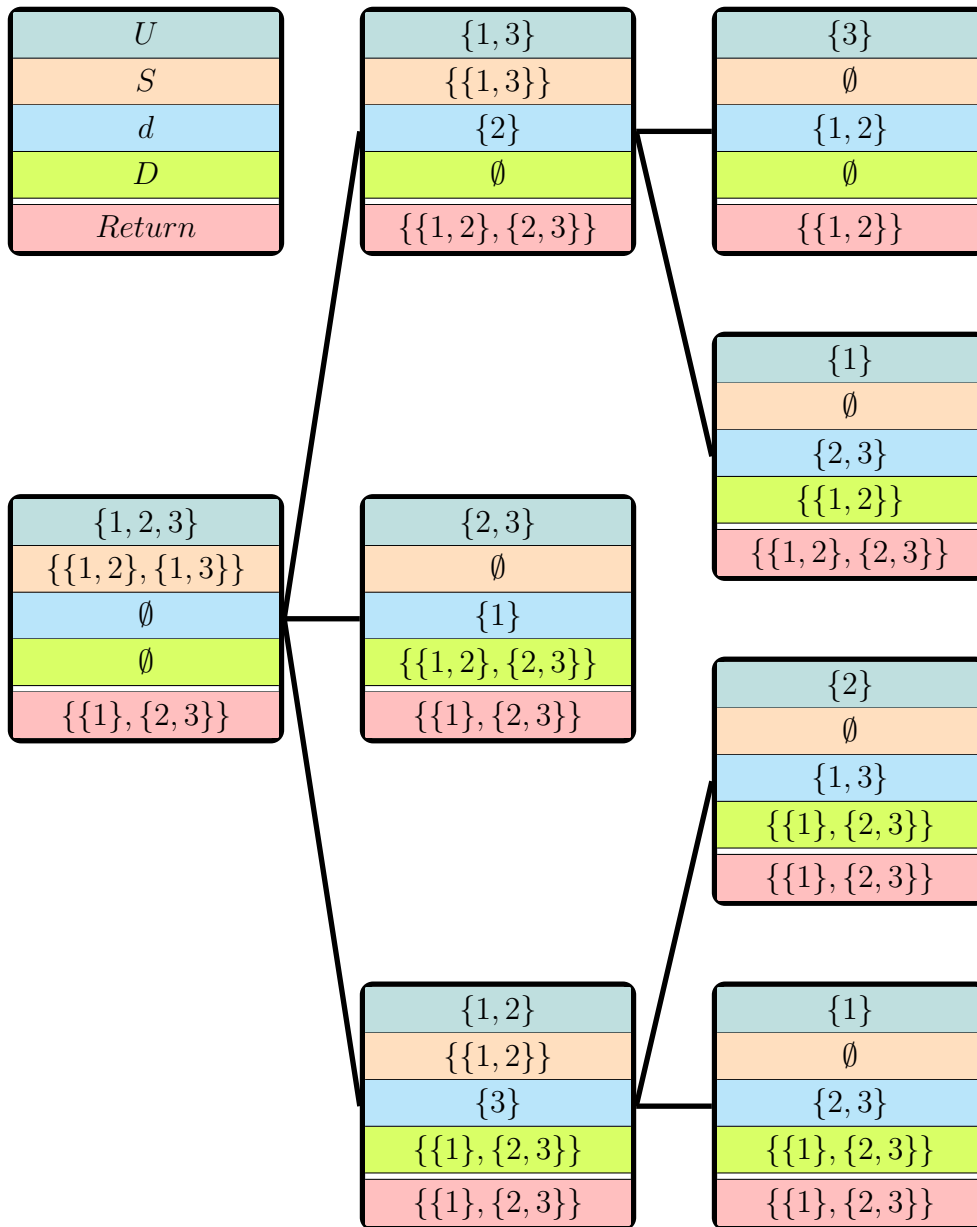 U
S
d
D
Return
{1, 3}
{{1, 3}}
{2}
∅
{{1, 2}, {2, 3}}
{3}
∅
{1, 2}
∅
{{1, 2}}
{1}
∅
{2, 3}
{{1, 2}}
{{1, 2}, {2, 3}}
{1, 2, 3}
{{1, 2}, {1, 3}}
∅
∅
{{1}, {2, 3}}
{2, 3}
∅
{1}
{{1, 2}, {2, 3}}
{{1}, {2, 3}}
{2}
∅
{1, 3}
{{1}, {2, 3}}
{{1}, {2, 3}}
{1, 2}
{{1, 2}}
{3}
{{1}, {2, 3}}
{{1}, {2, 3}}
{1}
∅
{2, 3}
{{1}, {2, 3}}
{{1}, {2, 3}}